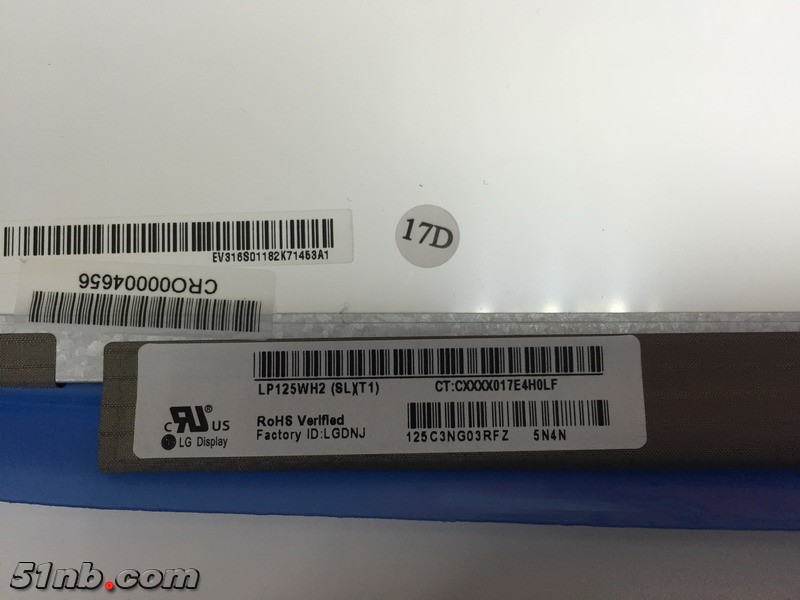 17D
EV316S01182K71453A1
CRO00004656
LP125WH2 (SL)(T1) CT:CXXXX017E4H0LF
c RU ® US
LG Display
RoHS Verified
Factory ID:LGDNJ
125C3NG03RFZ 5N4N
51nb.com